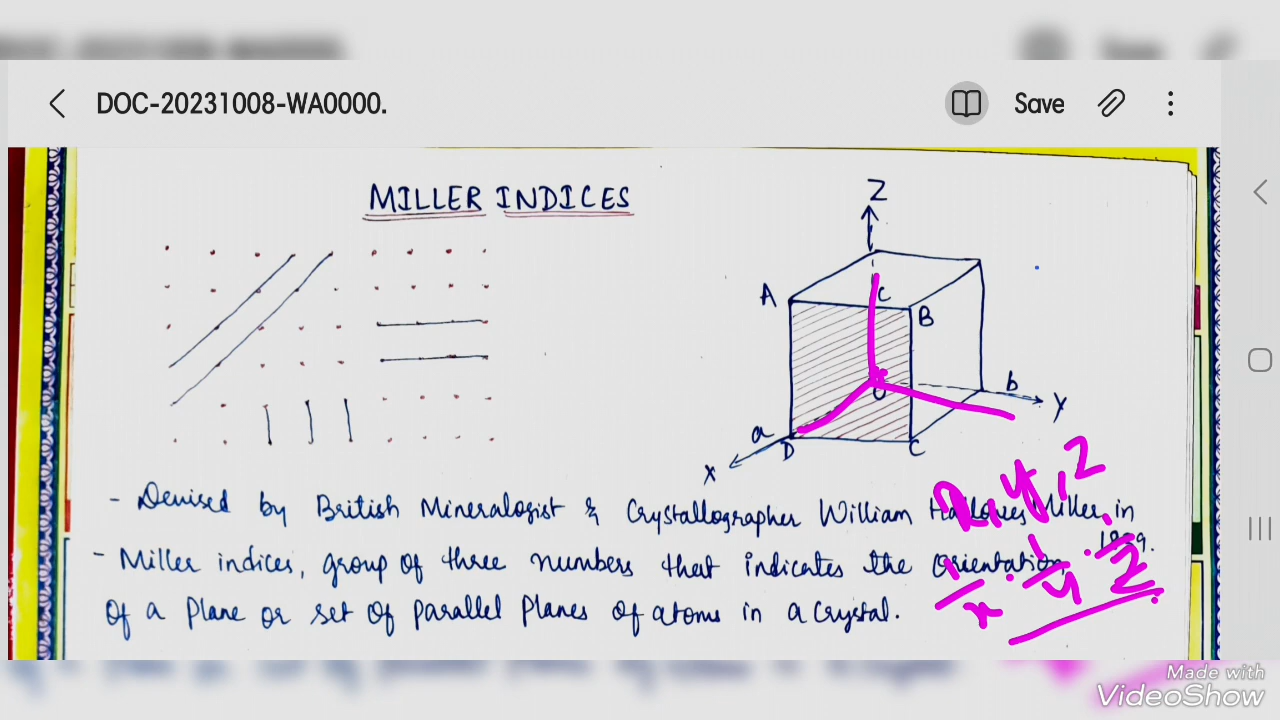 DOC-20231008-WA0000.
Save
MILLER INDICES
Z
A
C
B
O
b
Y
a
D
C
X
x, y, z
- Devised by British Mineralogist & Crystallographer William Hallowes Miller, in 1839.
1/x : 1/y : 1/z
- Miller indices, group of three numbers that indicates the orientation
of a Plane or set of parallel planes of atoms in a Crystal.
Made with
VideoShow